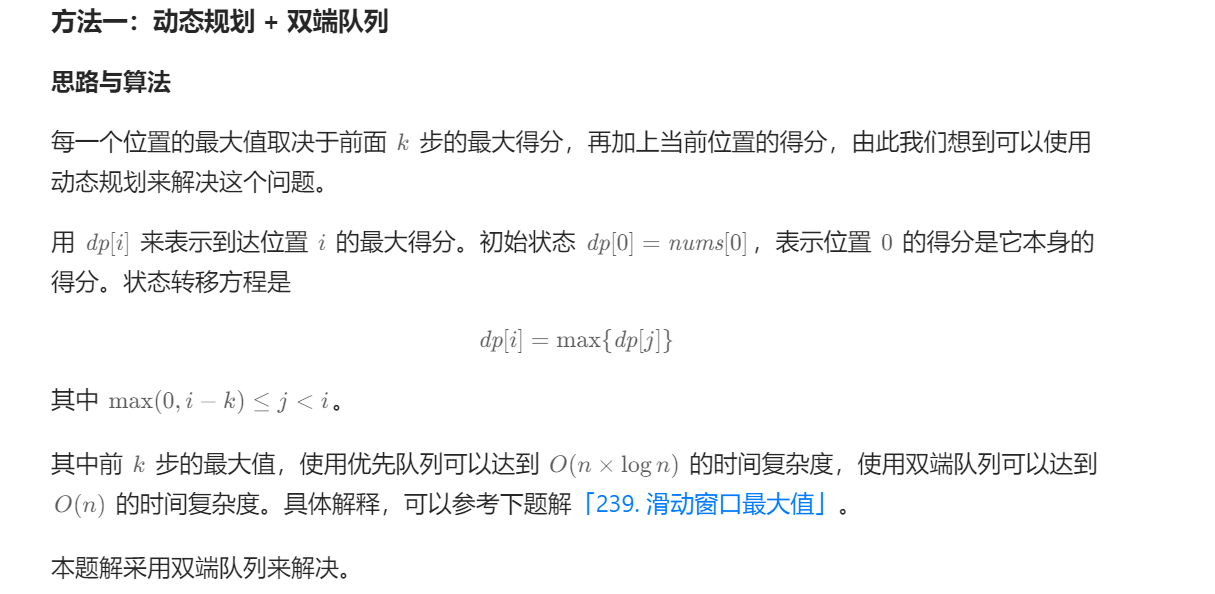 方法一：动态规划 + 双端队列
思路与算法
每一个位置的最大值取决于前面 k 步的最大得分，再加上当前位置的得分，由此我们想到可以使用
动态规划来解决这个问题。
用 dp[i] 来表示到达位置 i 的最大得分。初始状态 dp[0] = nums[0]，表示位置 0 的得分是它本身的
得分。状态转移方程是
dp[i] = max{dp[j]}
其中 max(0, i − k) ≤ j < i。
其中前 k 步的最大值，使用优先队列可以达到 O(n × log n) 的时间复杂度，使用双端队列可以达到
O(n) 的时间复杂度。具体解释，可以参考下题解「239. 滑动窗口最大值」。
本题解采用双端队列来解决。